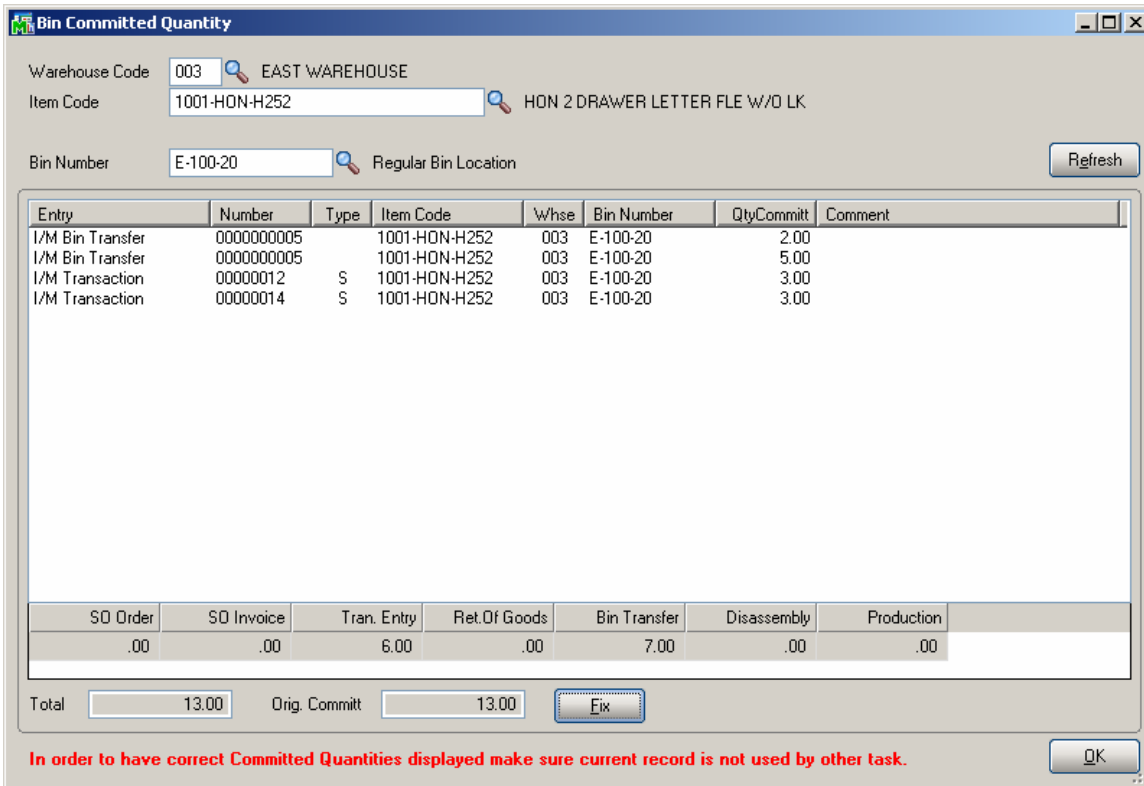 Bin Committed Quantity
Warehouse Code 003 EAST WAREHOUSE
Item Code 1001-HON-H252 HON 2 DRAWER LETTER FLE W/O LK
Bin Number E-100-20 Regular Bin Location Refresh
Entry Number Type Item Code Whse Bin Number QtyCommitt Comment
I/M Bin Transfer 0000000005 1001-HON-H252 003 E-100-20 2.00
I/M Bin Transfer 0000000005 1001-HON-H252 003 E-100-20 5.00
I/M Transaction 00000012 S 1001-HON-H252 003 E-100-20 3.00
I/M Transaction 00000014 S 1001-HON-H252 003 E-100-20 3.00
SO Order SO Invoice Tran. Entry Ret.Of Goods Bin Transfer Disassembly Production
.00 .00 6.00 .00 7.00 .00 .00
Total 13.00 Orig. Committ 13.00 Fix
In order to have correct Committed Quantities displayed make sure current record is not used by other task. OK